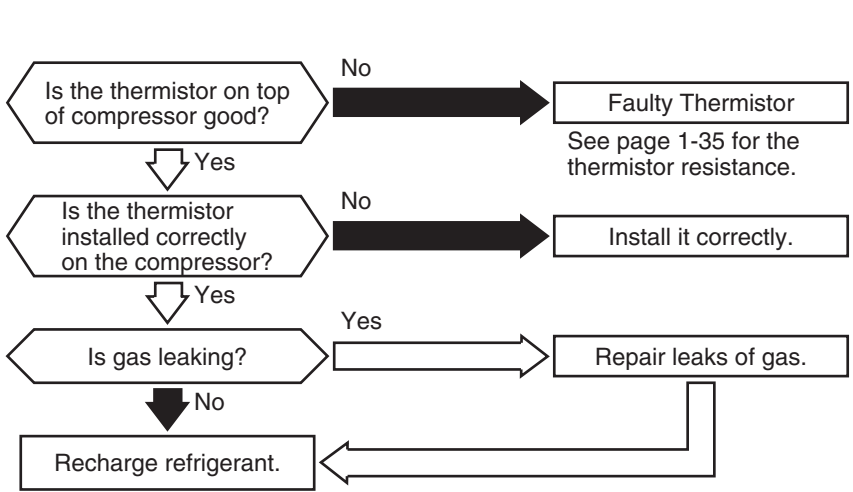 Is the thermistor on top
of compressor good?
No
Faulty Thermistor
See page 1-35 for the
thermistor resistance.
Yes
Is the thermistor
installed correctly
on the compressor?
No
Install it correctly.
Yes
Is gas leaking?
Yes
Repair leaks of gas.
No
Recharge refrigerant.